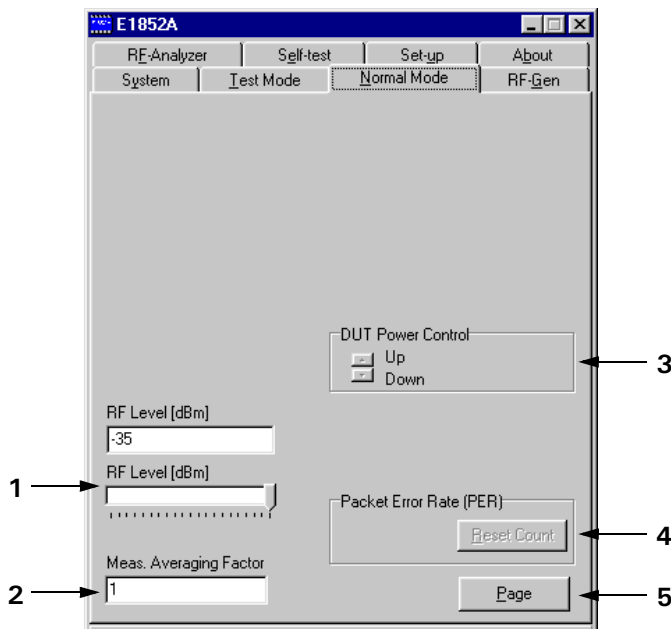 E1852A
RF-Analyzer Self-test Set-up About
System Test Mode Normal Mode RF-Gen
DUT Power Control
Up
Down
3
RF Level [dBm]
-35
RF Level [dBm]
1
Packet Error Rate (PER)
Reset Count
4
Meas. Averaging Factor
1
2
Page
5